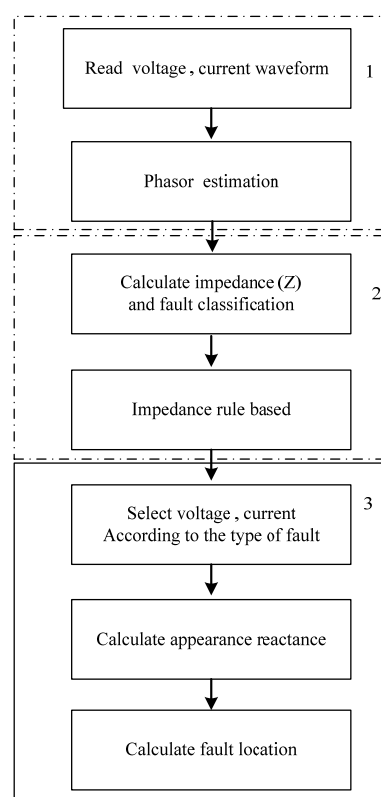 Read voltage , current waveform
1
Phasor estimation
Calculate impedance (Z)
and fault classification
2
Impedance rule based
Select voltage , current
According to the type of fault
3
Calculate appearance reactance
Calculate fault location